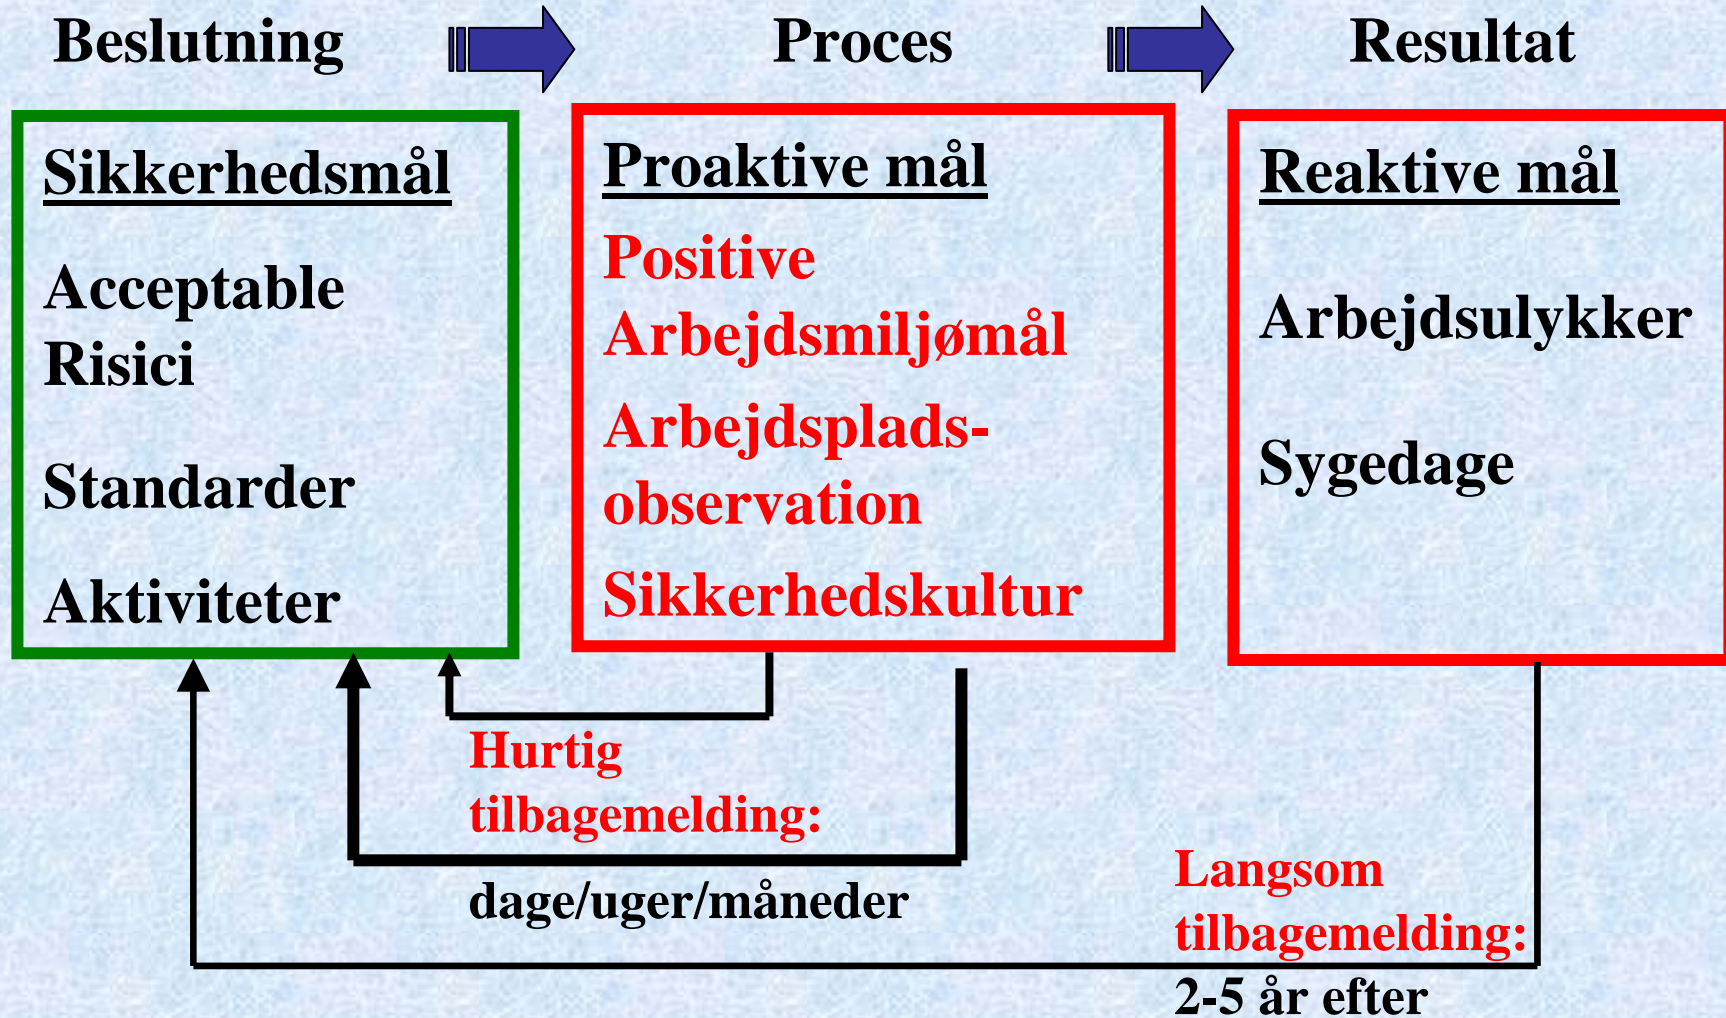 Beslutning
Proces
Resultat
Sikkerhedsmål
Acceptable
Risici
Standarder
Aktiviteter
Proaktive mål
Positive
Arbejdsmiljømål
Arbejdsplads-
observation
Sikkerhedskultur
Reaktive mål
Arbejdsulykker
Sygedage
Hurtig
tilbagemelding:
dage/uger/måneder
Langsom
tilbagemelding:
2-5 år efter